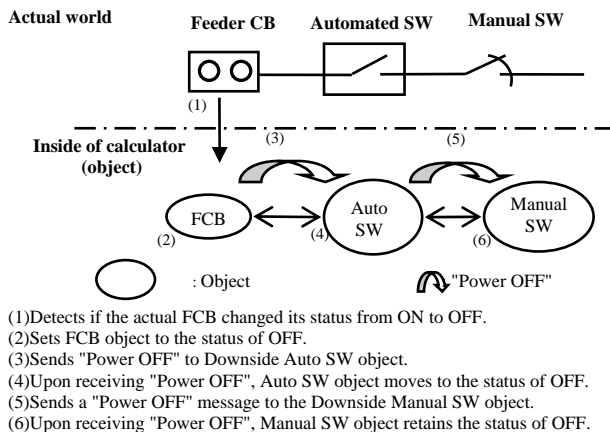 Actual world
Feeder CB Automated SW Manual SW
(1)
(3) (5)
Inside of calculator
(object)
FCB
Auto
SW
Manual
SW
(2) (4) (6)
: Object "Power OFF"
(1)Detects if the actual FCB changed its status from ON to OFF.
(2)Sets FCB object to the status of OFF.
(3)Sends "Power OFF" to Downside Auto SW object.
(4)Upon receiving "Power OFF", Auto SW object moves to the status of OFF.
(5)Sends a "Power OFF" message to the Downside Manual SW object.
(6)Upon receiving "Power OFF", Manual SW object retains the status of OFF.